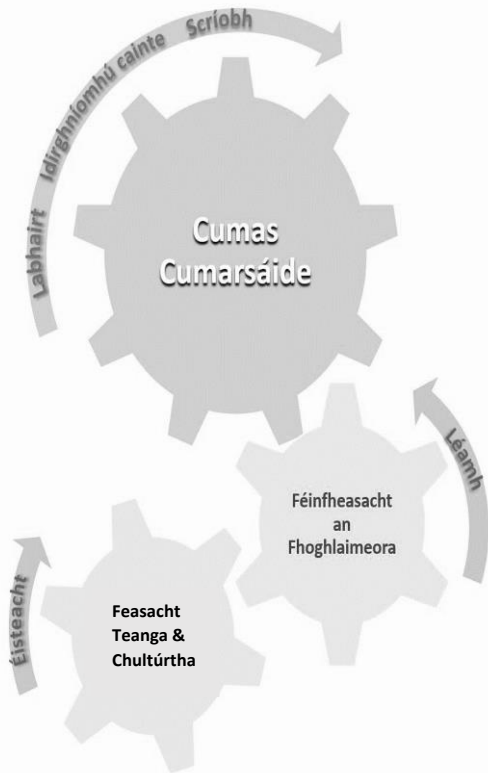 Labhairt Idirghníomhú cainte Scríobh
Cumas
Cumarsáide
Léamh
Féinfheasacht
an
Fhoghlaimeora
Éisteacht
Feasacht
Teanga &
Chultúrtha